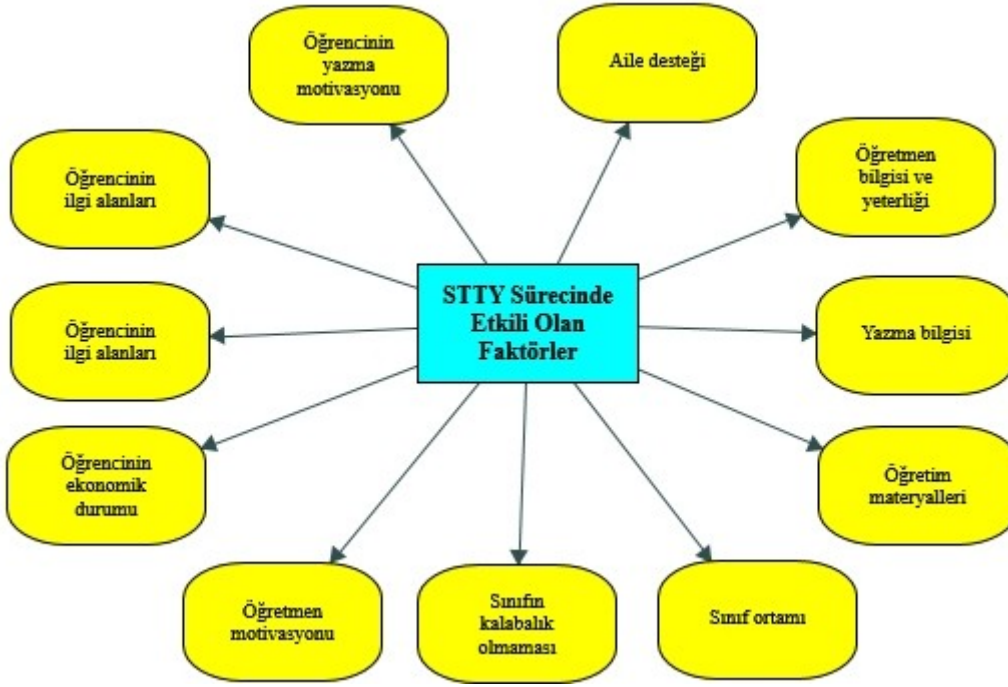 Öğrencinin
yazma
motivasyonu
Aile desteği
Öğrencinin
ilgi alanları
Öğretmen
bilgisi ve
yeterliği
STTY Sürecinde
Etkili Olan
Faktörler
Öğrencinin
ilgi alanları
Yazma bilgisi
Öğrencinin
ekonomik
durumu
Öğretim
materyalleri
Öğretmen
motivasyonu
Sınıfın
kalabalık
olmaması
Sınıf ortamı